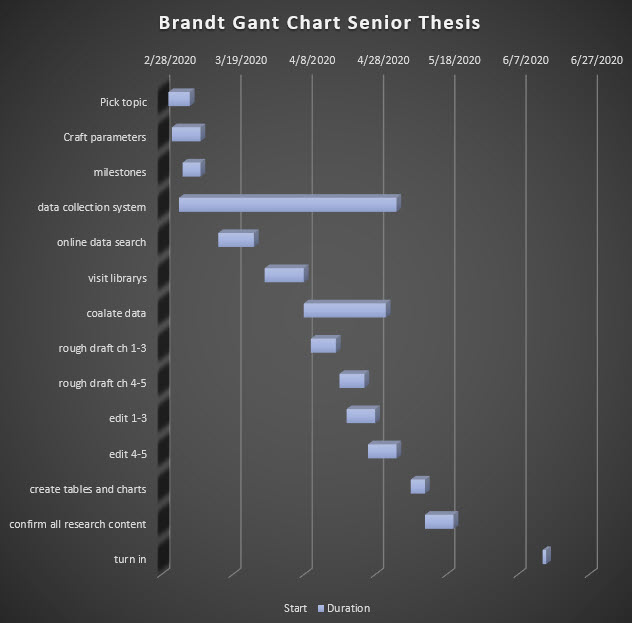 Brandt Gant Chart Senior Thesis
2/28/2020 3/19/2020 4/8/2020 4/28/2020 5/18/2020 6/7/2020 6/27/2020
Pick topic
Craft parameters
milestones
data collection system
online data search
visit librarys
coalate data
rough draft ch 1-3
rough draft ch 4-5
edit 1-3
edit 4-5
create tables and charts
confirm all research content
turn in
Start Duration